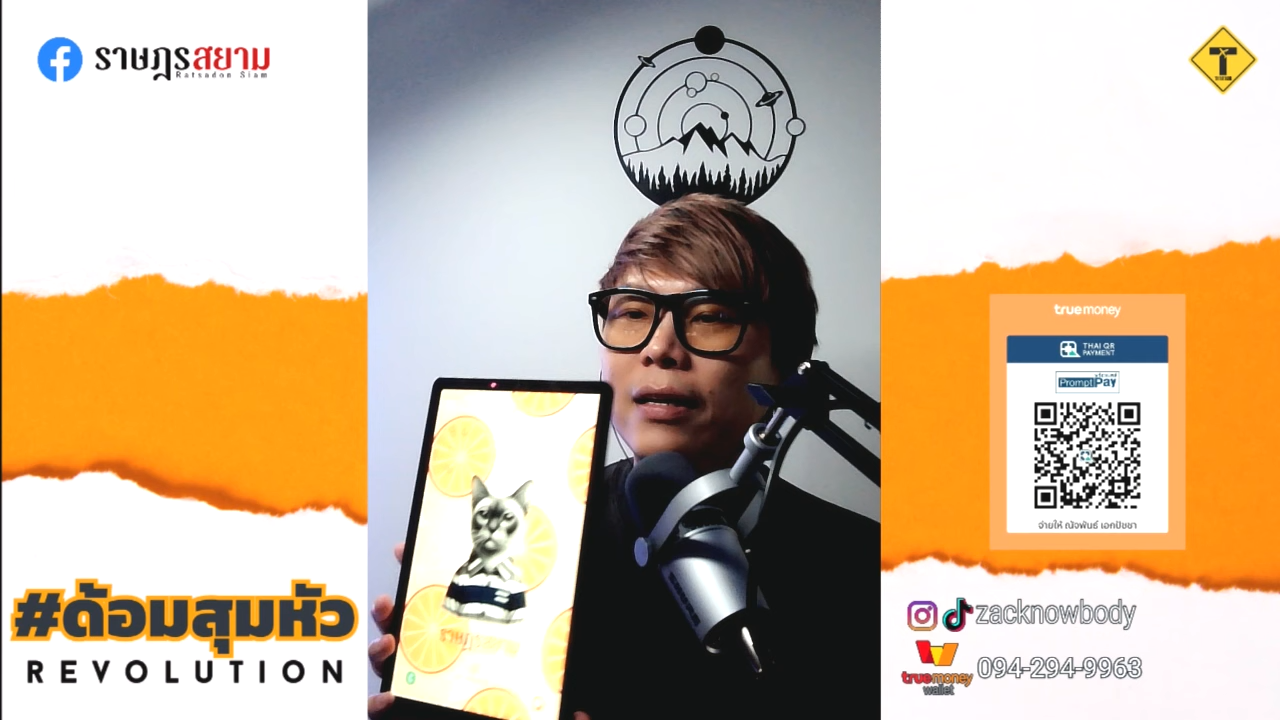 ราษฎรสยาม
Ratsadon Siam
T
#ด้อมสุมหัว
REVOLUTION
truemoney
THAI QR
PAYMENT
PromptPay
จ่ายให้ ณัจพันธ์ เอกปัชชา
zacknowbody
094-294-9963
truemoney
wallet